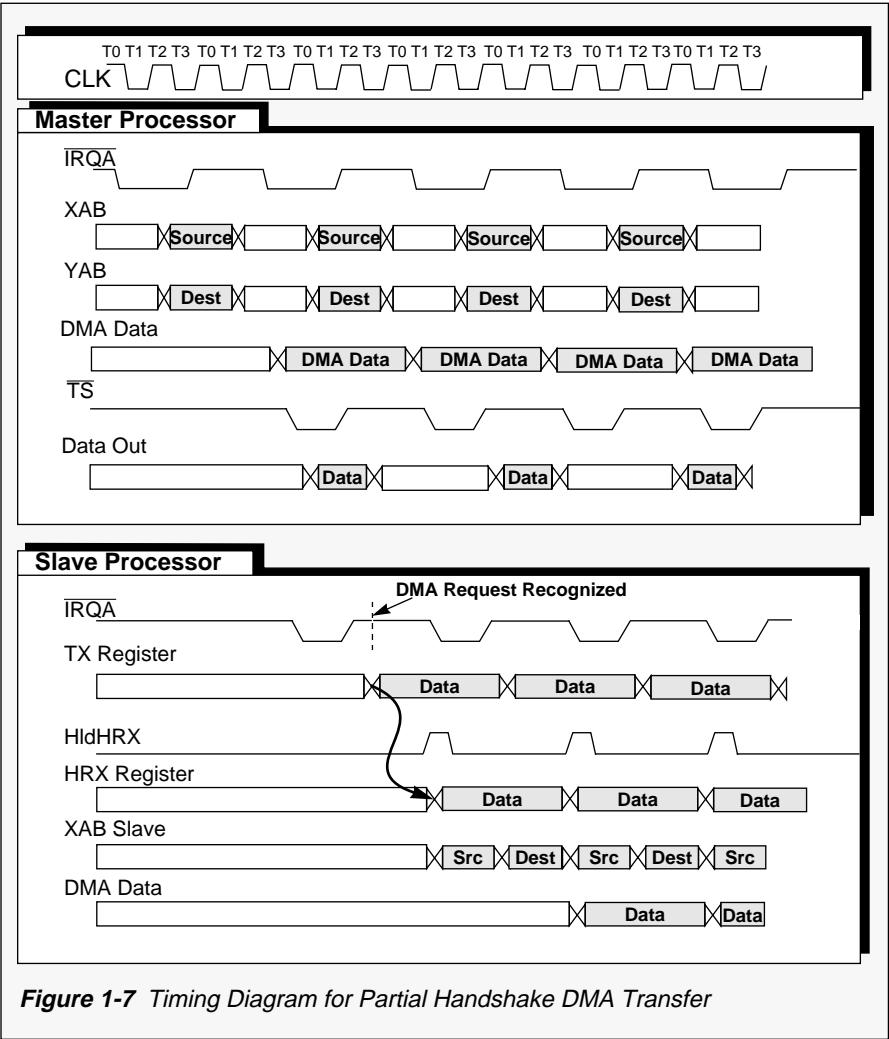 T0 T1 T2 T3 T0 T1 T2 T3 T0 T1 T2 T3 T0 T1 T2 T3 T0 T1 T2 T3 T0 T1 T2 T3 T0 T1 T2 T3
CLK
Master Processor
IRQA
XAB
Source Source Source Source
YAB
Dest Dest Dest Dest
DMA Data
DMA Data DMA Data DMA Data DMA Data
TS
Data Out
Data Data Data
Slave Processor
DMA Request Recognized
IRQA
TX Register
Data Data Data
HldHRX
HRX Register
Data Data Data
XAB Slave
Src Dest Src Dest Src
DMA Data
Data Data
Figure 1-7 Timing Diagram for Partial Handshake DMA Transfer